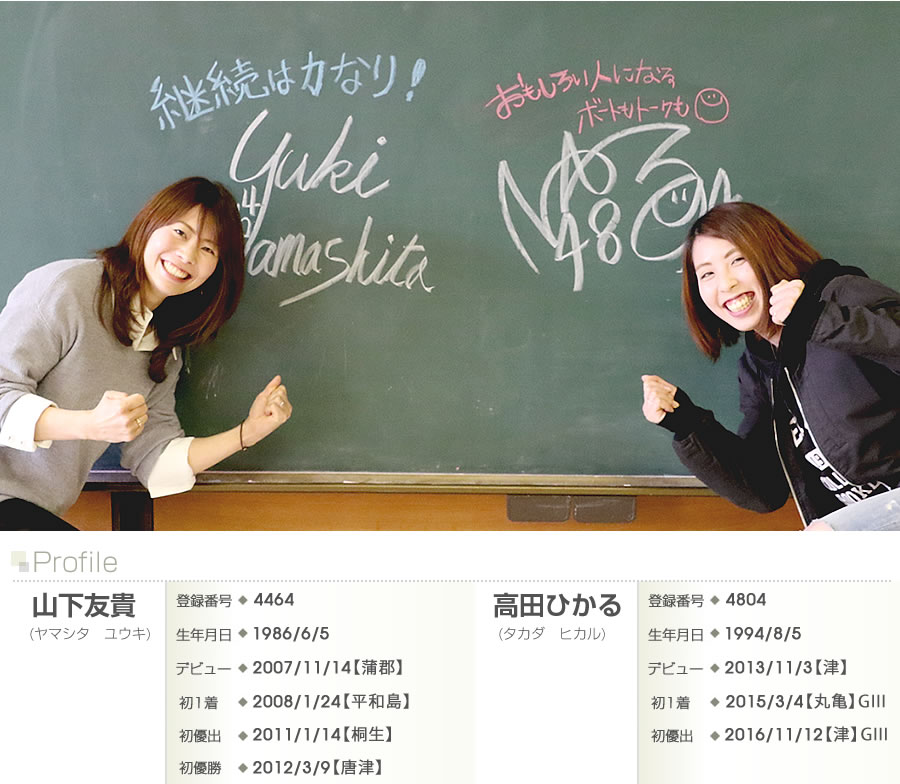 継続は力なり!
おもしろい人になる
ボートもトークも
Yuki
Yamashita
48
Profile
山下友貴
(ヤマシタ ユウキ)
登録番号 ◆ 4464
生年月日 ◆ 1986/6/5
デビュー ◆ 2007/11/14【蒲郡】
初1着 ◆ 2008/1/24【平和島】
初優出 ◆ 2011/1/14【桐生】
初優勝 ◆ 2012/3/9【唐津】
高田ひかる
(タカダ ヒカル)
登録番号 ◆ 4804
生年月日 ◆ 1994/8/5
デビュー ◆ 2013/11/3【津】
初1着 ◆ 2015/3/4【丸亀】GIII
初優出 ◆ 2016/11/12【津】GIII